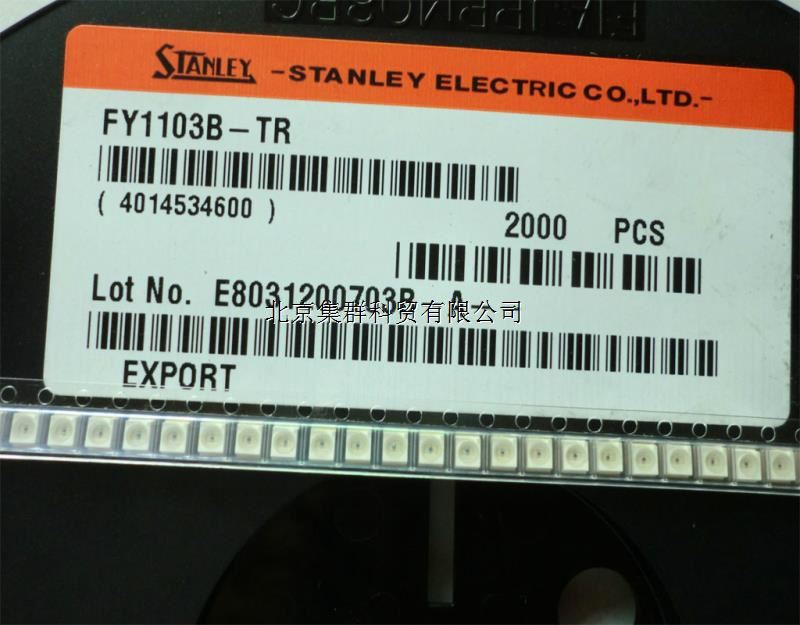 STANLEY -STANLEY ELECTRIC CO.,LTD.-
FY1103B-TR
( 4014534600 )
2000 PCS
Lot No. E8031200703B A
北京集群科贸有限公司
EXPORT